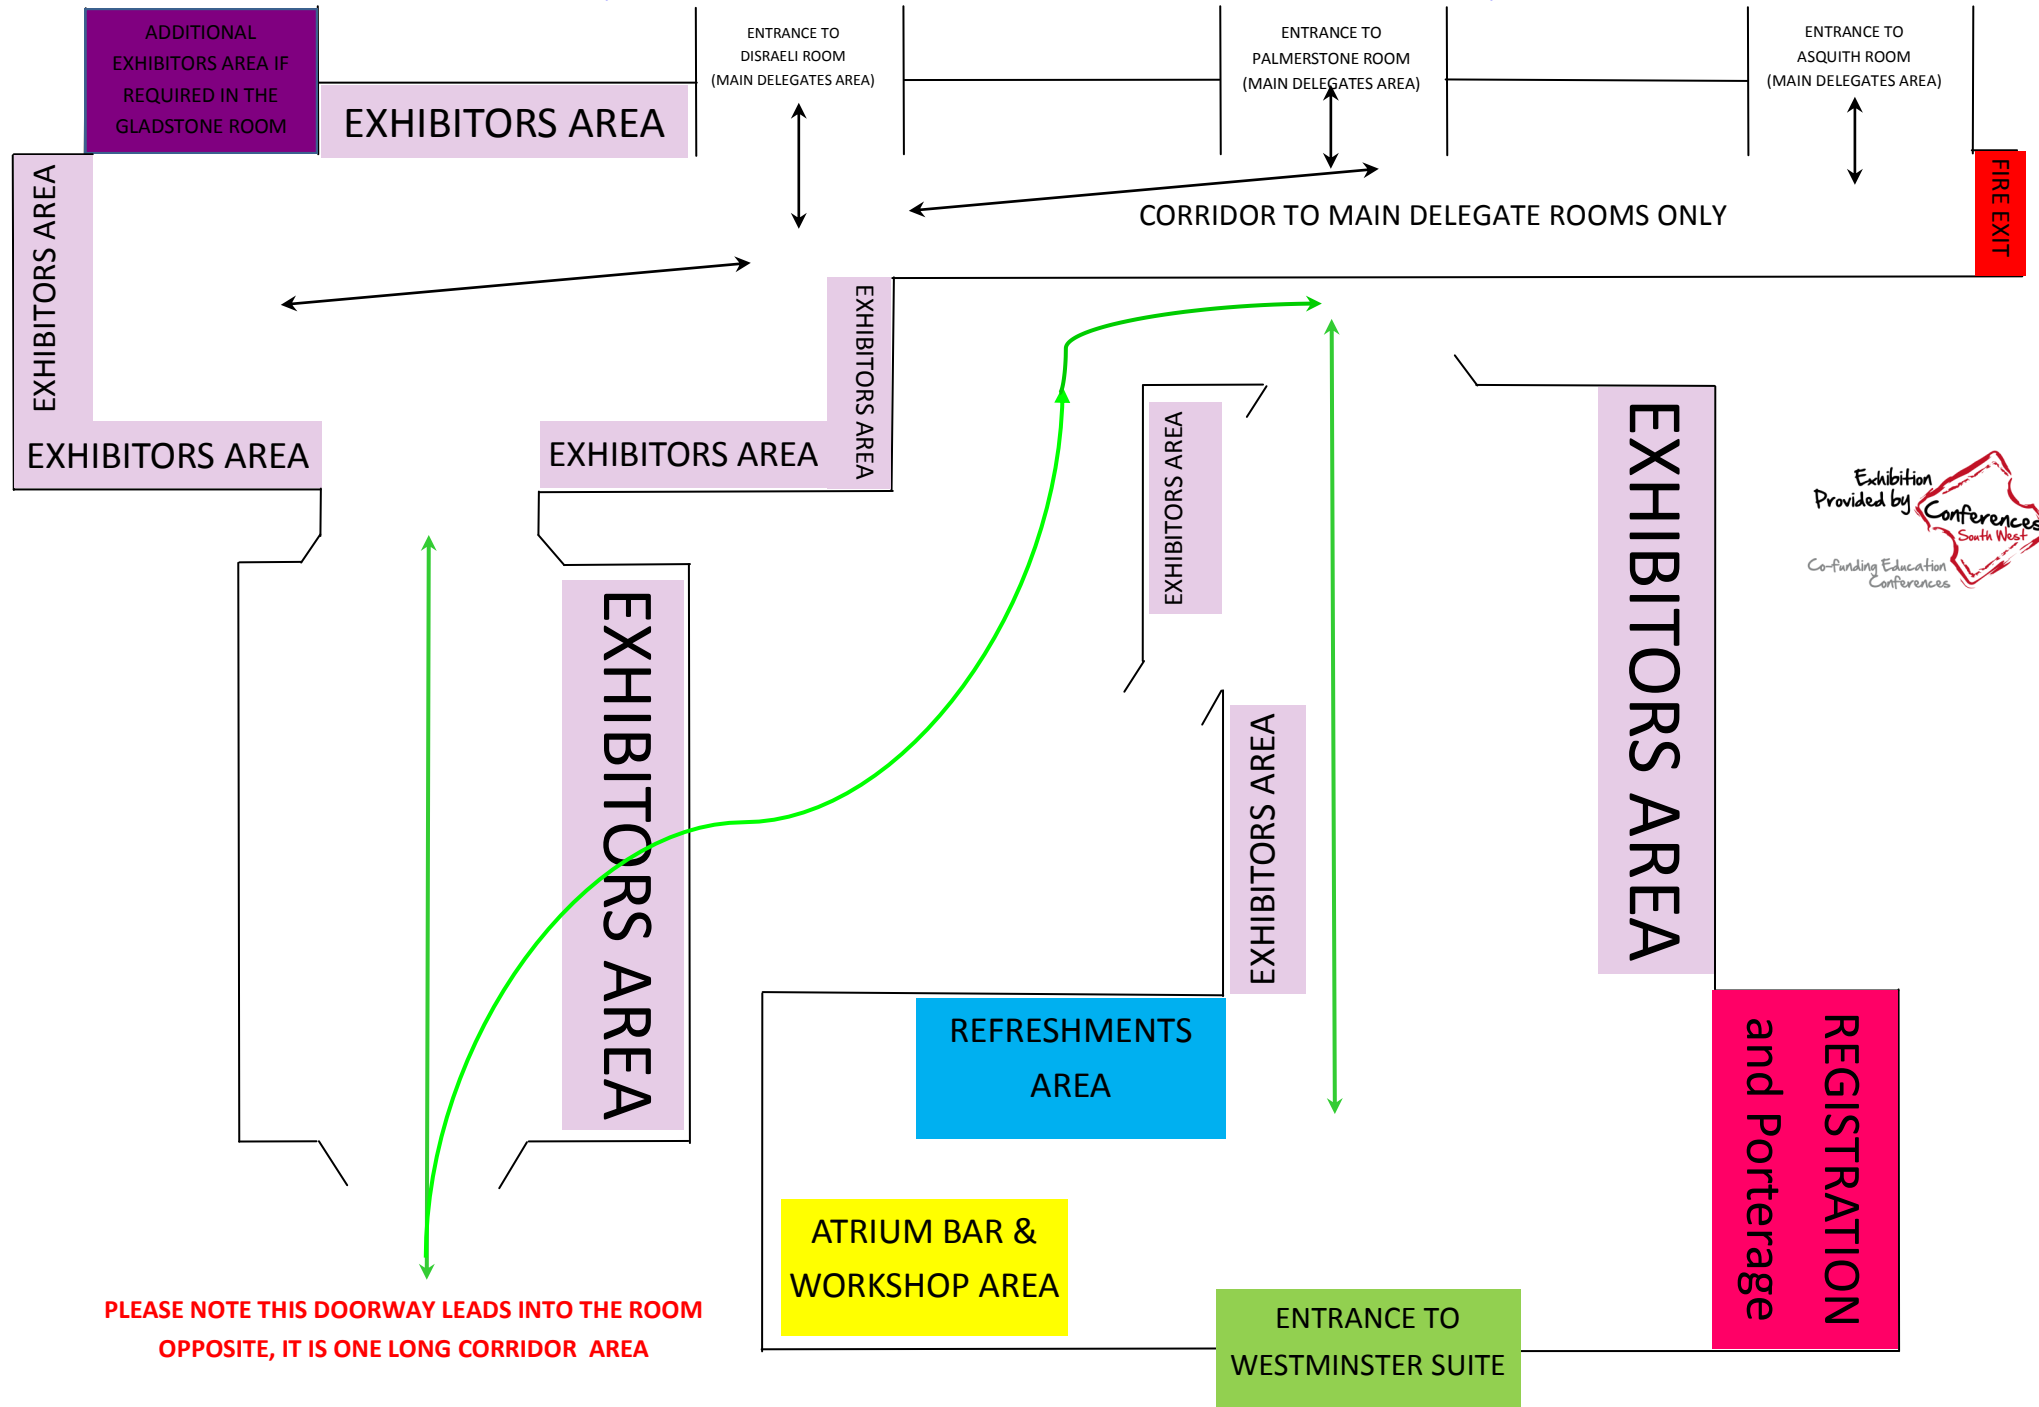 ADDITIONAL
EXHIBITORS AREA IF
REQUIRED IN THE
GLADSTONE ROOM
EXHIBITORS AREA
ENTRANCE TO
DISRAELI ROOM
(MAIN DELEGATES AREA)
ENTRANCE TO
PALMERSTONE ROOM
(MAIN DELEGATES AREA)
ENTRANCE TO
ASQUITH ROOM
(MAIN DELEGATES AREA)
FIRE EXIT
CORRIDOR TO MAIN DELEGATE ROOMS ONLY
EXHIBITORS AREA
EXHIBITORS AREA
EXHIBITORS AREA
EXHIBITORS AREA
EXHIBITORS AREA
EXHIBITORS AREA
Exhibition
Provided by
Conferences
South West
Co-funding Education
Conferences
EXHIBITORS AREA
EXHIBITORS AREA
REFRESHMENTS
AREA
REGISTRATION
and Porterage
ATRIUM BAR &
WORKSHOP AREA
ENTRANCE TO
WESTMINSTER SUITE
PLEASE NOTE THIS DOORWAY LEADS INTO THE ROOM
OPPOSITE, IT IS ONE LONG CORRIDOR AREA